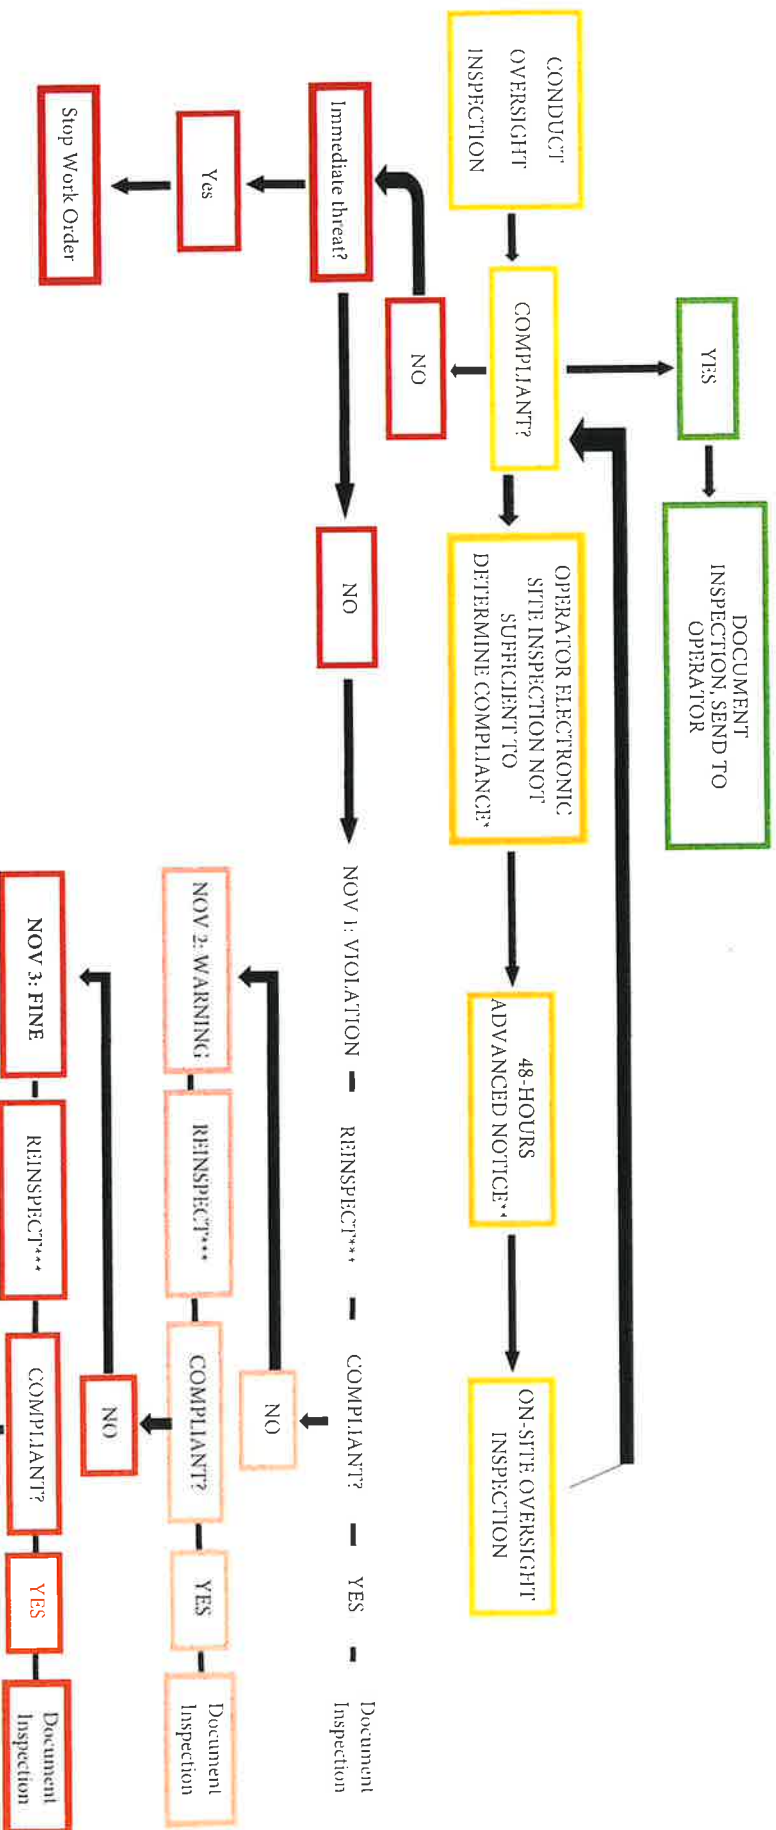 YES
DOCUMENT
INSPECTION, SEND TO
OPERATOR
CONDUCT
OVERSIGHT
INSPECTION
COMPLIANT?
OPERATOR ELECTRONIC
SITE INSPECTION NOT
SUFFICIENT TO
DETERMINE COMPLIANCE*
48-HOURS
ADVANCED NOTICE**
ON-SITE OVERSIGHT
INSPECTION
NO
Immediate threat?
NO
NOV 1: VIOLATION
REINSPECT***
COMPLIANT?
YES
Document
Inspection
Yes
NO
NOV 2: WARNING
REINSPECT***
COMPLIANT?
YES
Document
Inspection
Stop Work Order
NO
NOV 3: FINE
REINSPECT***
COMPLIANT?
YES
Document
Inspection